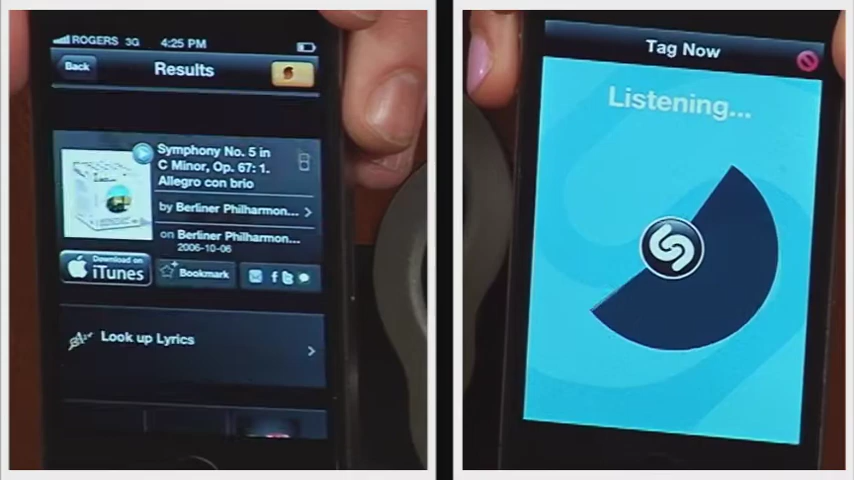 ROGERS 3G 4:25 PM
Back Results
Symphony No. 5 in
C Minor, Op. 67: 1.
Allegro con brio
by Berliner Philharmon...
on Berliner Philharmon...
2006-10-06
Download on
iTunes
Bookmark
Look up Lyrics
Tag Now
Listening...